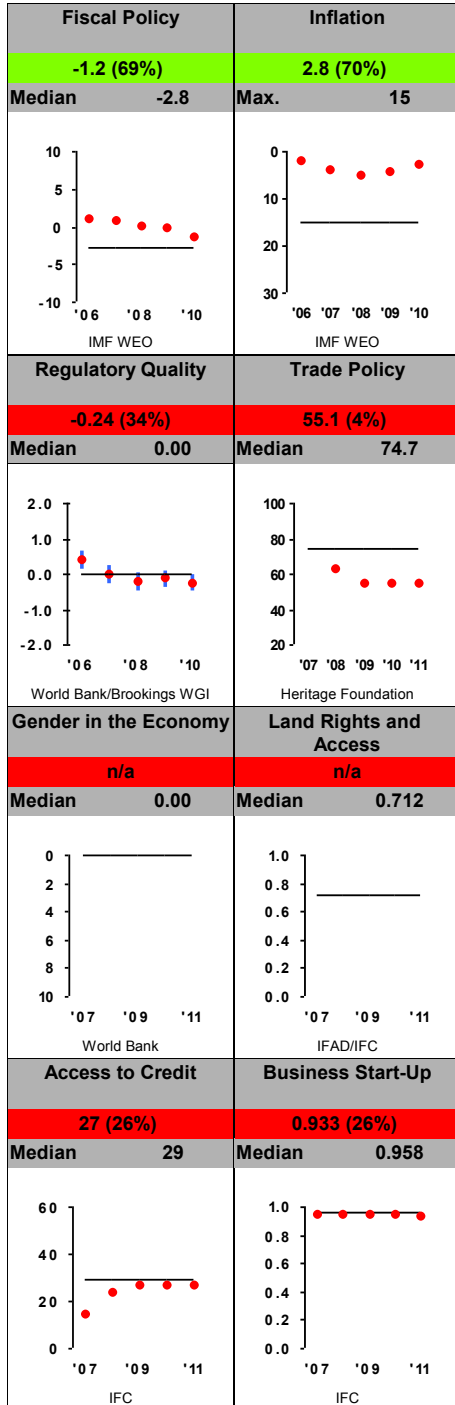 Fiscal Policy
-1.2 (69%)
Median -2.8
10
5
0
-5
-10
'06 '08 '10
IMF WEO
Inflation
2.8 (70%)
Max. 15
0
10
20
30
'06 '07 '08 '09 '10
IMF WEO
Regulatory Quality
-0.24 (34%)
Median 0.00
2.0
1.0
0.0
-1.0
-2.0
'06 '08 '10
World Bank/Brookings WGI
Trade Policy
55.1 (4%)
Median 74.7
100
80
60
40
20
'07 '08 '09 '10 '11
Heritage Foundation
Gender in the Economy
n/a
Median 0.00
0
2
4
6
8
10
'07 '09 '11
World Bank
Land Rights and
Access
n/a
Median 0.712
1.0
0.8
0.6
0.4
0.2
0.0
'07 '09 '11
IFAD/IFC
Access to Credit
27 (26%)
Median 29
60
40
20
0
'07 '09 '11
IFC
Business Start-Up
0.933 (26%)
Median 0.958
1.0
0.8
0.6
0.4
0.2
0.0
'07 '09 '11
IFC